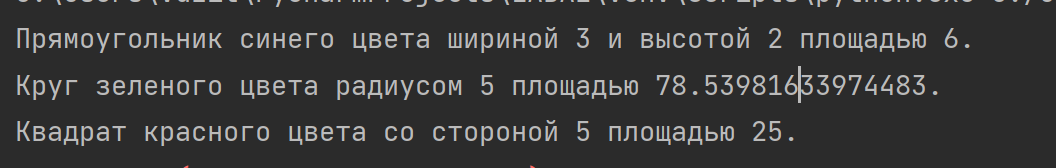 Прямоугольник синего цвета шириной 3 и высотой 2 площадью 6.
Круг зеленого цвета радиусом 5 площадью 78.53981633974483.
Квадрат красного цвета со стороной 5 площадью 25.